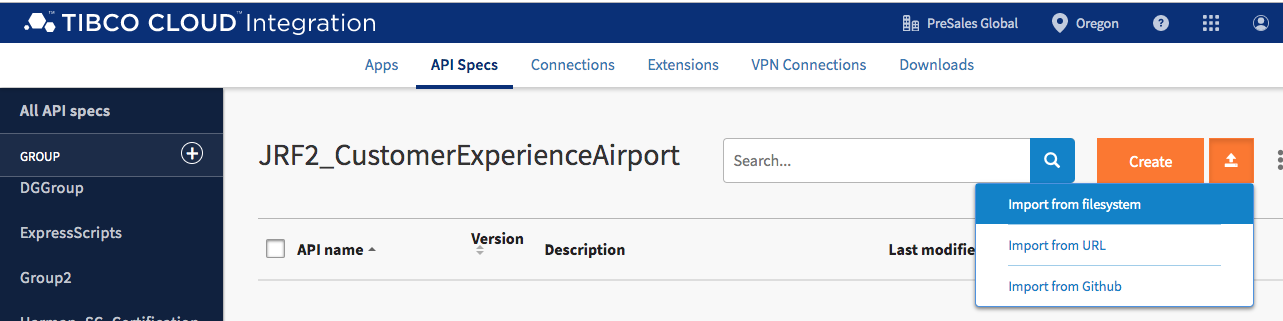 TIBCO CLOUD™ Integration
PreSales Global
Oregon
?
Apps
API Specs
Connections
Extensions
VPN Connections
Downloads
All API specs
GROUP
DGGroup
ExpressScripts
Group2
JRF2_CustomerExperienceAirport
Search...
Create
Import from filesystem
Import from URL
Import from Github
API name
Version
Description
Last modifie